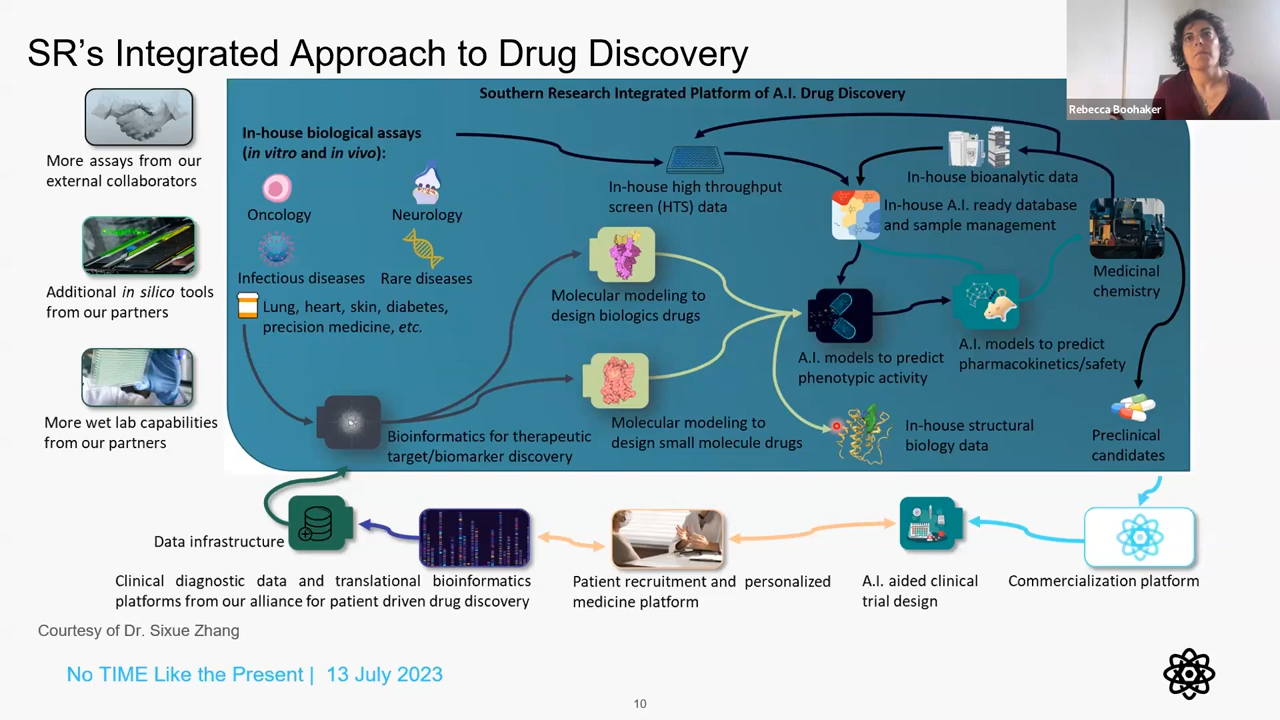 SR's Integrated Approach to Drug Discovery
Rebecca Boohaker
More assays from our
external collaborators
Additional in silico tools
from our partners
More wet lab capabilities
from our partners
Southern Research Integrated Platform of A.I. Drug Discovery
In-house biological assays
(in vitro and in vivo):
Oncology
Neurology
Infectious diseases
Rare diseases
Lung, heart, skin, diabetes,
precision medicine, etc.
In-house high throughput
screen (HTS) data
In-house bioanalytic data
In-house A.I. ready database
and sample management
Medicinal
chemistry
Molecular modeling to
design biologics drugs
A.I. models to predict
phenotypic activity
A.I. models to predict
pharmacokinetics/safety
Bioinformatics for therapeutic
target/biomarker discovery
Molecular modeling to
design small molecule drugs
In-house structural
biology data
Preclinical
candidates
Data infrastructure
Clinical diagnostic data and translational bioinformatics
platforms from our alliance for patient driven drug discovery
Patient recruitment and personalized
medicine platform
A.I. aided clinical
trial design
Commercialization platform
Courtesy of Dr. Sixue Zhang
No TIME Like the Present | 13 July 2023
10